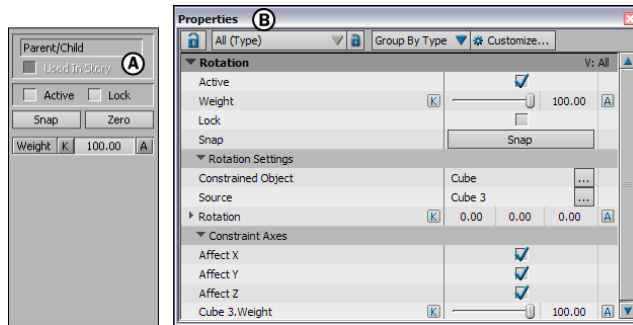 Parent/Child
Used in Story
A
Active Lock
Snap Zero
Weight K 100.00 A
Properties B
All (Type) Group By Type Customize...
Rotation V: All
Active
Weight K 100.00 A
Lock
Snap Snap
Rotation Settings
Constrained Object Cube ...
Source Cube 3 ...
Rotation K 0.00 0.00 0.00 A
Constraint Axes
Affect X
Affect Y
Affect Z
Cube 3.Weight K 100.00 A